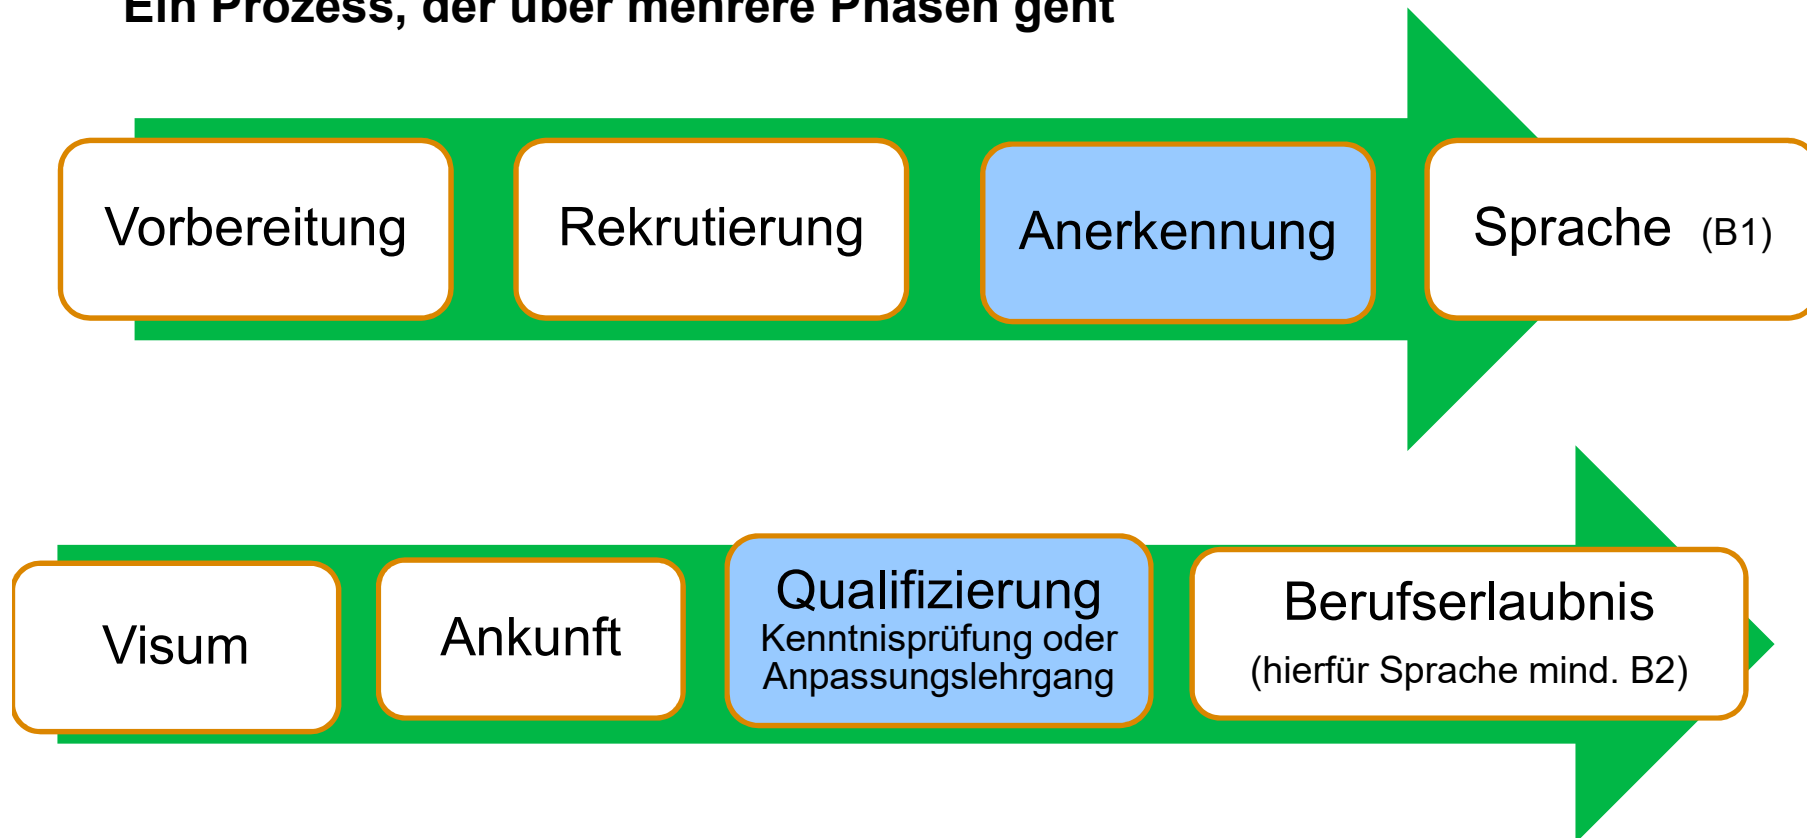 Ein Prozess, der über mehrere Phasen geht
Vorbereitung
Rekrutierung
Anerkennung
Sprache (B1)
Visum
Ankunft
Qualifizierung
Kenntnisprüfung oder
Anpassungslehrgang
Berufserlaubnis
(hierfür Sprache mind. B2)